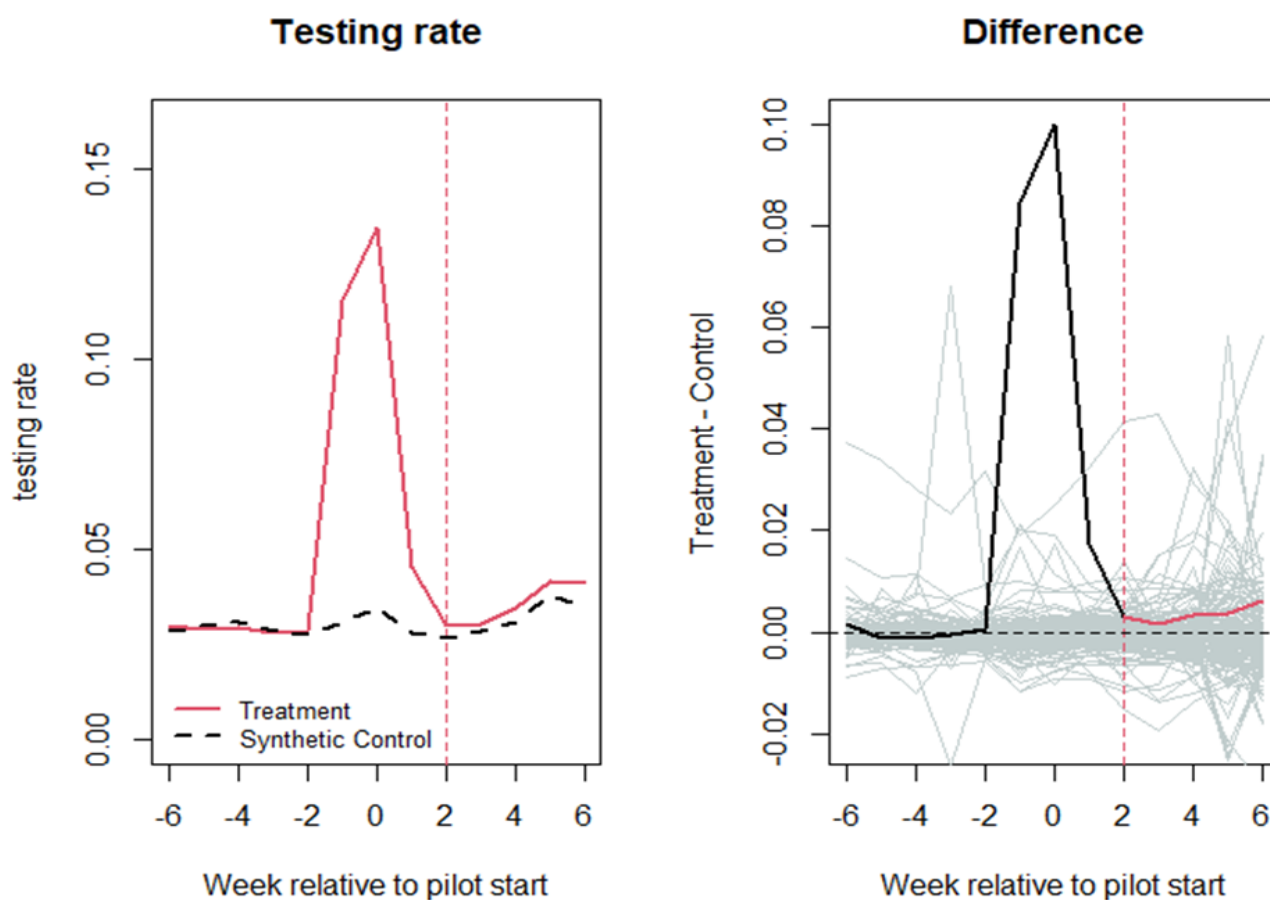 Testing rate
testing rate
0.15
0.10
0.05
0.00
Treatment
Synthetic Control
-6 -4 -2 0 2 4 6
Week relative to pilot start
Difference
Treatment - Control
0.10
0.08
0.06
0.04
0.02
0.00
-0.02
-6 -4 -2 0 2 4 6
Week relative to pilot start